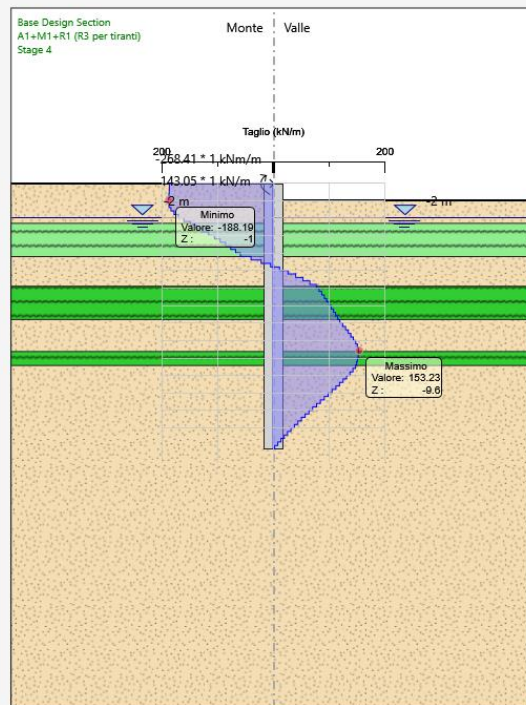 Base Design Section
A1+M1+R1 (R3 per tiranti)
Stage 4
Monte Valle
Taglio (kN/m)
200 200
-268.41 * 1 kNm/m
-143.05 * 1 kN/m
-2 m -2 m
Minimo
Valore: -188.19
Z : -1
Massimo
Valore: 153.23
Z : -9.6